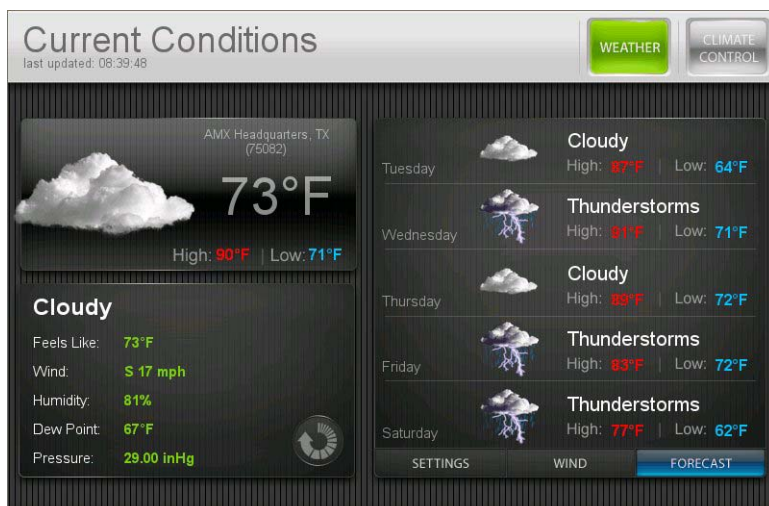 Current Conditions
last updated: 08:39:48
WEATHER
CLIMATE
CONTROL
AMX Headquarters, TX
(75082)
73°F
High: 90°F | Low: 71°F
Cloudy
Feels Like: 73°F
Wind: S 17 mph
Humidity: 81%
Dew Point: 67°F
Pressure: 29.00 inHg
Cloudy
Tuesday High: 87°F | Low: 64°F
Thunderstorms
Wednesday High: 81°F | Low: 71°F
Cloudy
Thursday High: 89°F | Low: 72°F
Thunderstorms
Friday High: 83°F | Low: 72°F
Thunderstorms
Saturday High: 77°F | Low: 62°F
SETTINGS WIND FORECAST